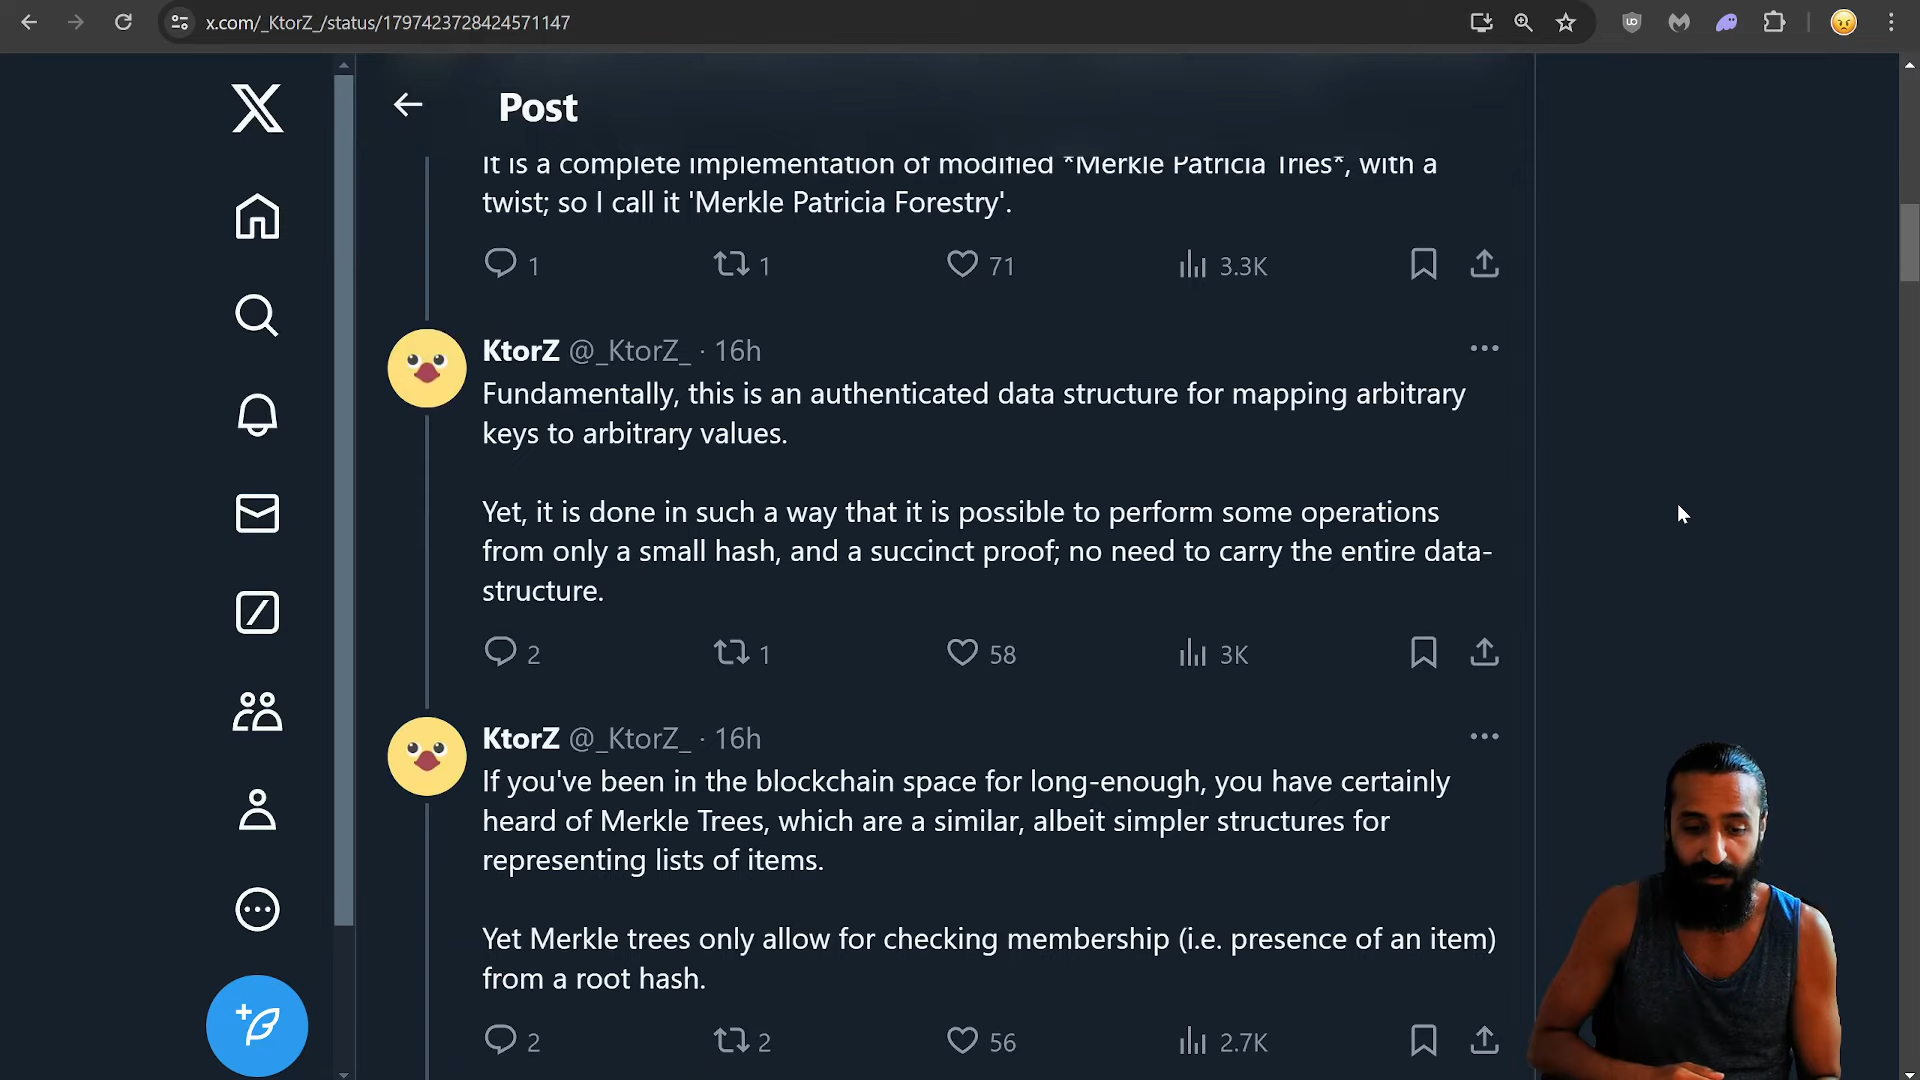 x.com/_KtorZ_/status/1797423728424571147
Post
It is a complete implementation of modified *Merkle Patricia Tries*, with a
twist; so I call it 'Merkle Patricia Forestry'.
1 1 71 3.3K
KtorZ @_KtorZ_ · 16h
Fundamentally, this is an authenticated data structure for mapping arbitrary
keys to arbitrary values.
Yet, it is done in such a way that it is possible to perform some operations
from only a small hash, and a succinct proof; no need to carry the entire data-
structure.
2 1 58 3K
KtorZ @_KtorZ_ · 16h
If you've been in the blockchain space for long-enough, you have certainly
heard of Merkle Trees, which are a similar, albeit simpler structures for
representing lists of items.
Yet Merkle trees only allow for checking membership (i.e. presence of an item)
from a root hash.
2 2 56 2.7K